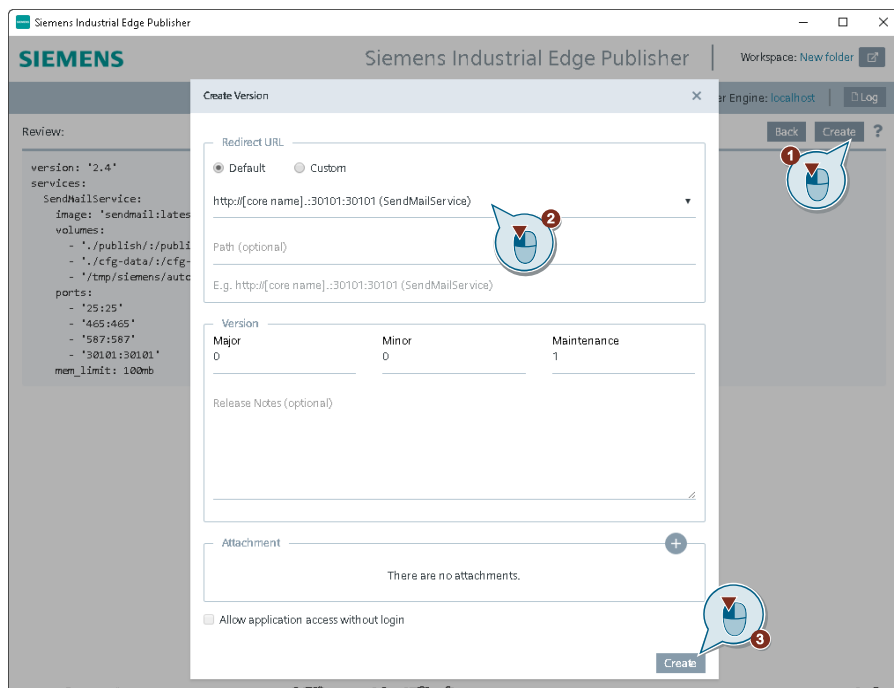 Siemens Industrial Edge Publisher
SIEMENS
Siemens Industrial Edge Publisher
Workspace: New folder
Create Version
er Engine: localhost
Log
Review:
Back
Create
?
1
version: '2.4'
services:
SendMailService:
image: 'sendmail:lates
volumes:
- './publish/:/publi
- './cfg-data/:/cfg-
- '/tmp/siemens/auto
ports:
- '25:25'
- '465:465'
- '587:587'
- '30101:30101'
mem_limit: 100mb
Redirect URL
Default
Custom
http://[core name].:30101:30101 (SendMailService)
2
Path (optional)
E.g. http://[core name].:30101:30101 (SendMailService)
Version
Major
Minor
Maintenance
0
0
1
Release Notes (optional)
Attachment
There are no attachments.
Allow application access without login
3
Create